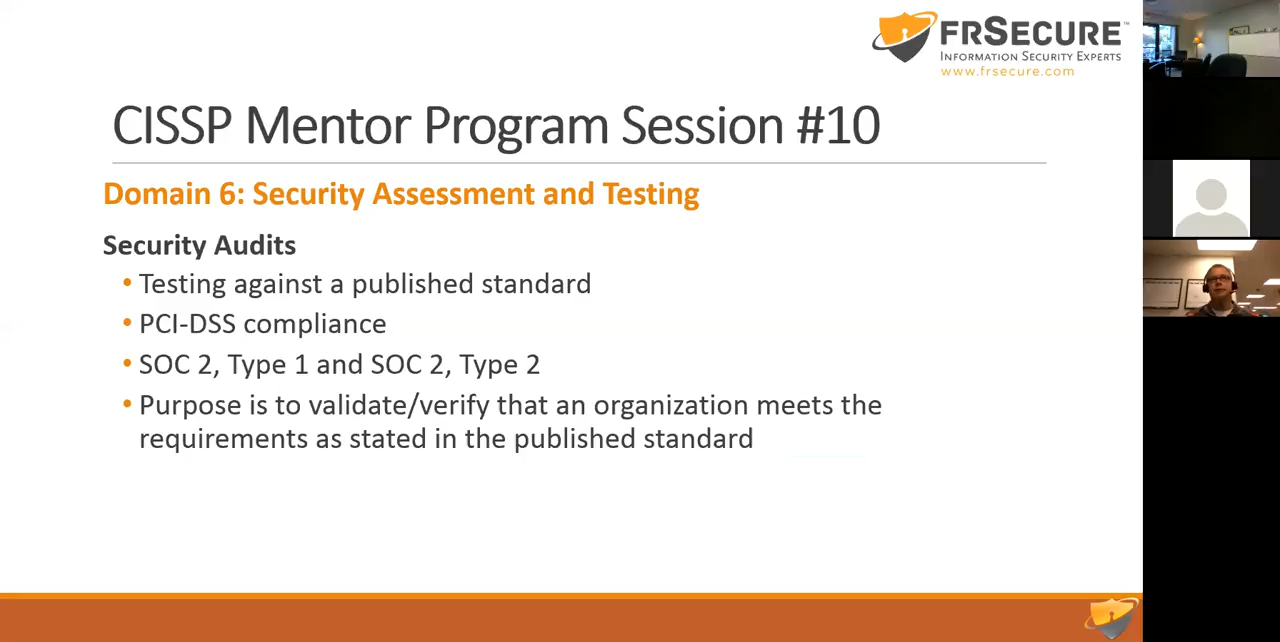 FRSECURE™
INFORMATION SECURITY EXPERTS
www.frsecure.com
CISSP Mentor Program Session #10
Domain 6: Security Assessment and Testing
Security Audits
• Testing against a published standard
• PCI-DSS compliance
• SOC 2, Type 1 and SOC 2, Type 2
• Purpose is to validate/verify that an organization meets the
requirements as stated in the published standard